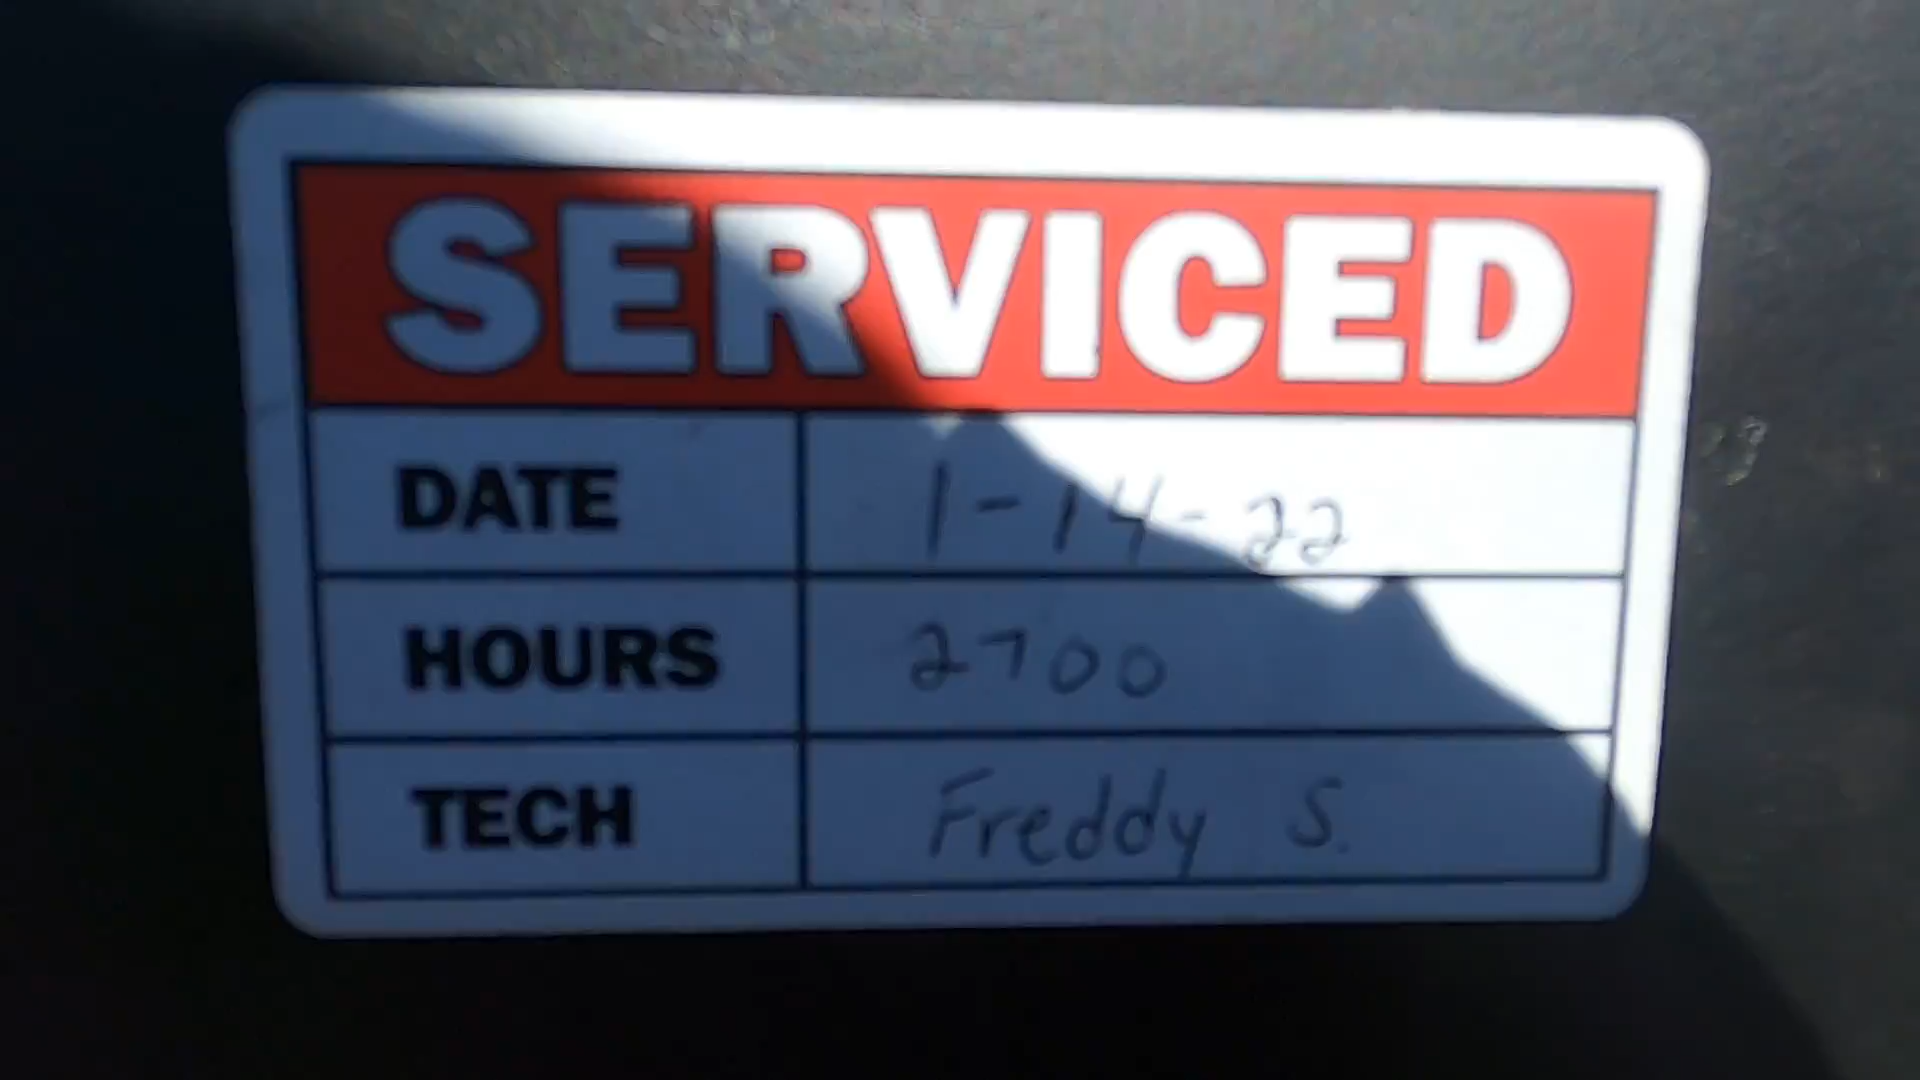 SERVICED
DATE 1-14-22
HOURS 2700
TECH Freddy S.